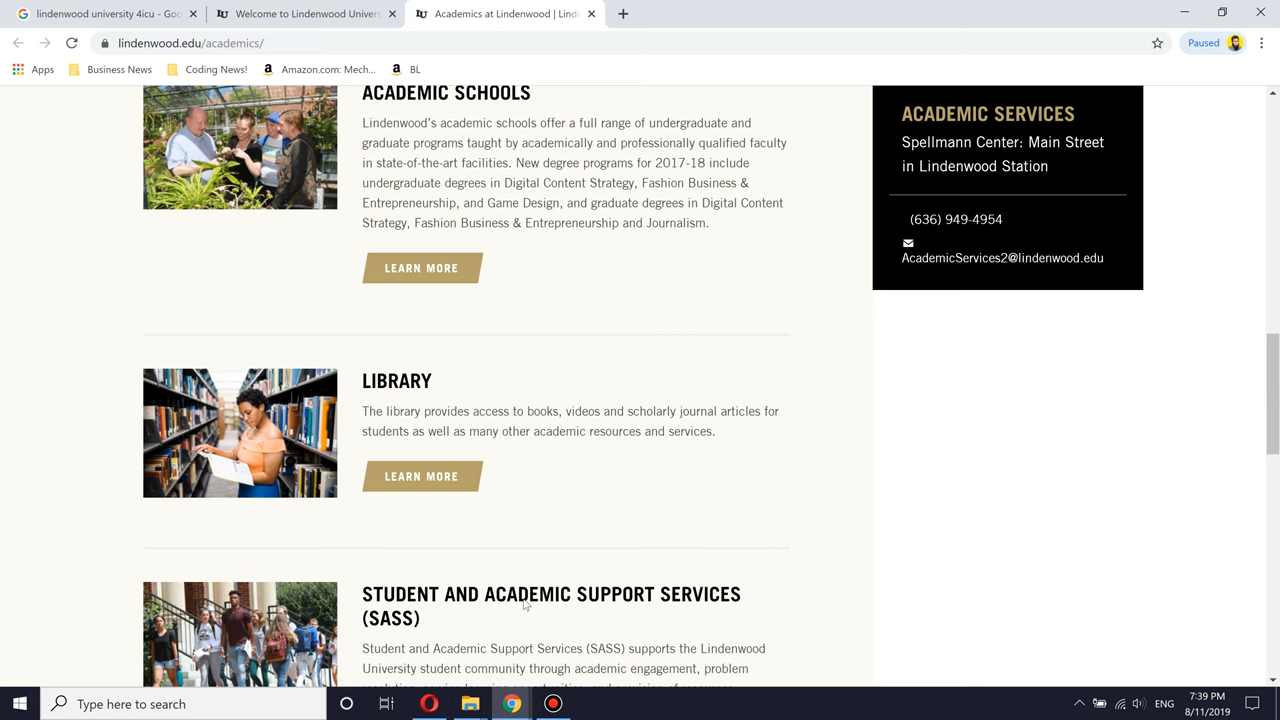 lindenwood university 4icu - Goo
Welcome to Lindenwood Univers
Academics at Lindenwood | Lind
lindenwood.edu/academics/
Paused
Apps
Business News
Coding News!
Amazon.com: Mech...
BL
ACADEMIC SCHOOLS
Lindenwood's academic schools offer a full range of undergraduate and
graduate programs taught by academically and professionally qualified faculty
in state-of-the-art facilities. New degree programs for 2017-18 include
undergraduate degrees in Digital Content Strategy, Fashion Business &
Entrepreneurship, and Game Design, and graduate degrees in Digital Content
Strategy, Fashion Business & Entrepreneurship and Journalism.
LEARN MORE
ACADEMIC SERVICES
Spellmann Center: Main Street
in Lindenwood Station
(636) 949-4954
AcademicServices2@lindenwood.edu
LIBRARY
The library provides access to books, videos and scholarly journal articles for
students as well as many other academic resources and services.
LEARN MORE
STUDENT AND ACADEMIC SUPPORT SERVICES
(SASS)
Student and Academic Support Services (SASS) supports the Lindenwood
University student community through academic engagement, problem
Type here to search
ENG
7:39 PM
8/11/2019